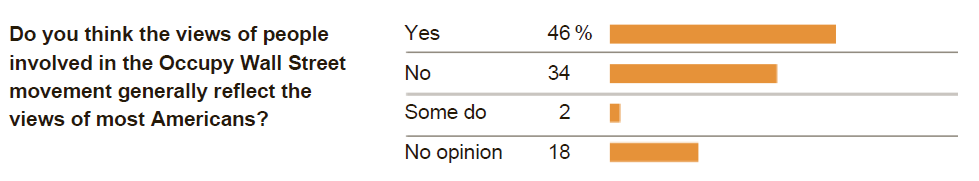 Do you think the views of people
involved in the Occupy Wall Street
movement generally reflect the
views of most Americans?
Yes 46 %
No 34
Some do 2
No opinion 18